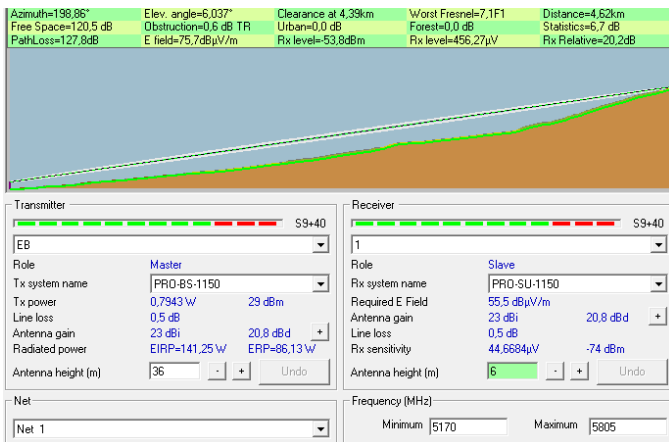 Azimuth=198,86° Elev. angle=6,037° Clearance at 4,39km Worst Fresnel=7,1F1 Distance=4,62km
Free Space=120,5 dB Obstruction=0,6 dB TR Urban=0,0 dB Forest=0,0 dB Statistics=6,7 dB
PathLoss=127,8dB E field=75,7dBµV/m Rx level=-53,8dBm Rx level=456,27µV Rx Relative=20,2dB
Transmitter
S9+40
EB
Role Master
Tx system name PRO-BS-1150
Tx power 0,7943 W 29 dBm
Line loss 0,5 dB
Antenna gain 23 dBi 20,8 dBd +
Radiated power EIRP=141,25 W ERP=86,13 W
Antenna height (m) 36 - + Undo
Receiver
S9+40
1
Role Slave
Rx system name PRO-SU-1150
Required E Field 55,5 dBµV/m
Antenna gain 23 dBi 20,8 dBd +
Line loss 0,5 dB
Rx sensitivity 44,6684µV -74 dBm
Antenna height (m) 6 - + Undo
Net
Net 1
Frequency (MHz)
Minimum 5170 Maximum 5805